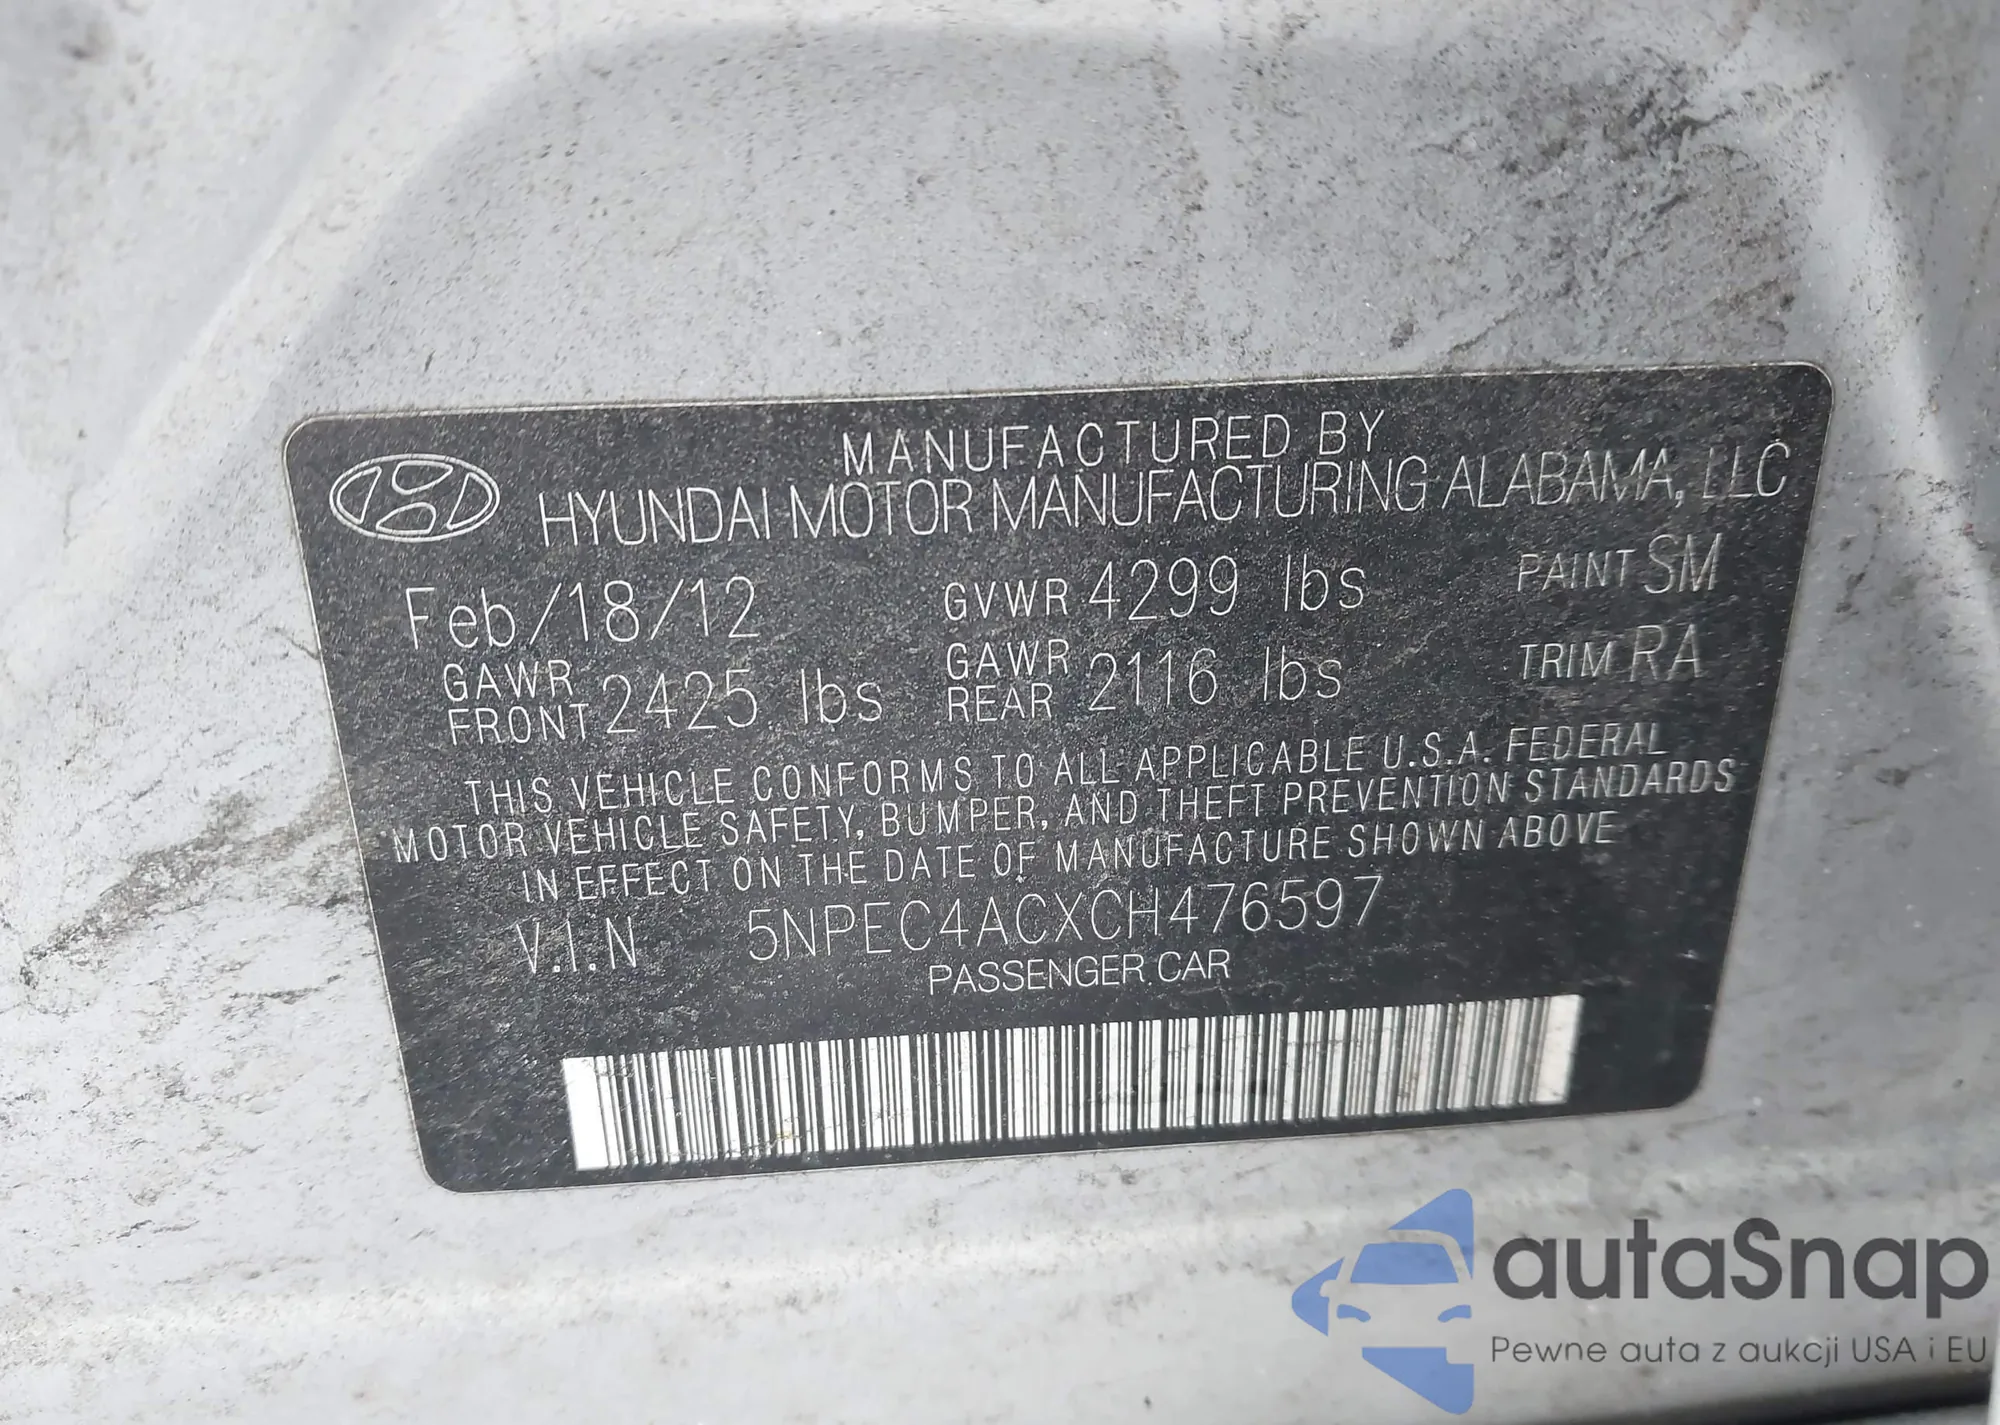 MANUFACTURED BY
HYUNDAI MOTOR MANUFACTURING ALABAMA, LLC
Feb/18/12 GVWR 4299 lbs PAINT SM
GAWR FRONT 2425 lbs GAWR REAR 2116 lbs TRIM RA
THIS VEHICLE CONFORMS TO ALL APPLICABLE U.S.A. FEDERAL
MOTOR VEHICLE SAFETY, BUMPER, AND THEFT PREVENTION STANDARDS
IN EFFECT ON THE DATE OF MANUFACTURE SHOWN ABOVE
V.I.N 5NPEC4ACXCH476597
PASSENGER CAR
autaSnap
Pewne auta z aukcji USA i EU